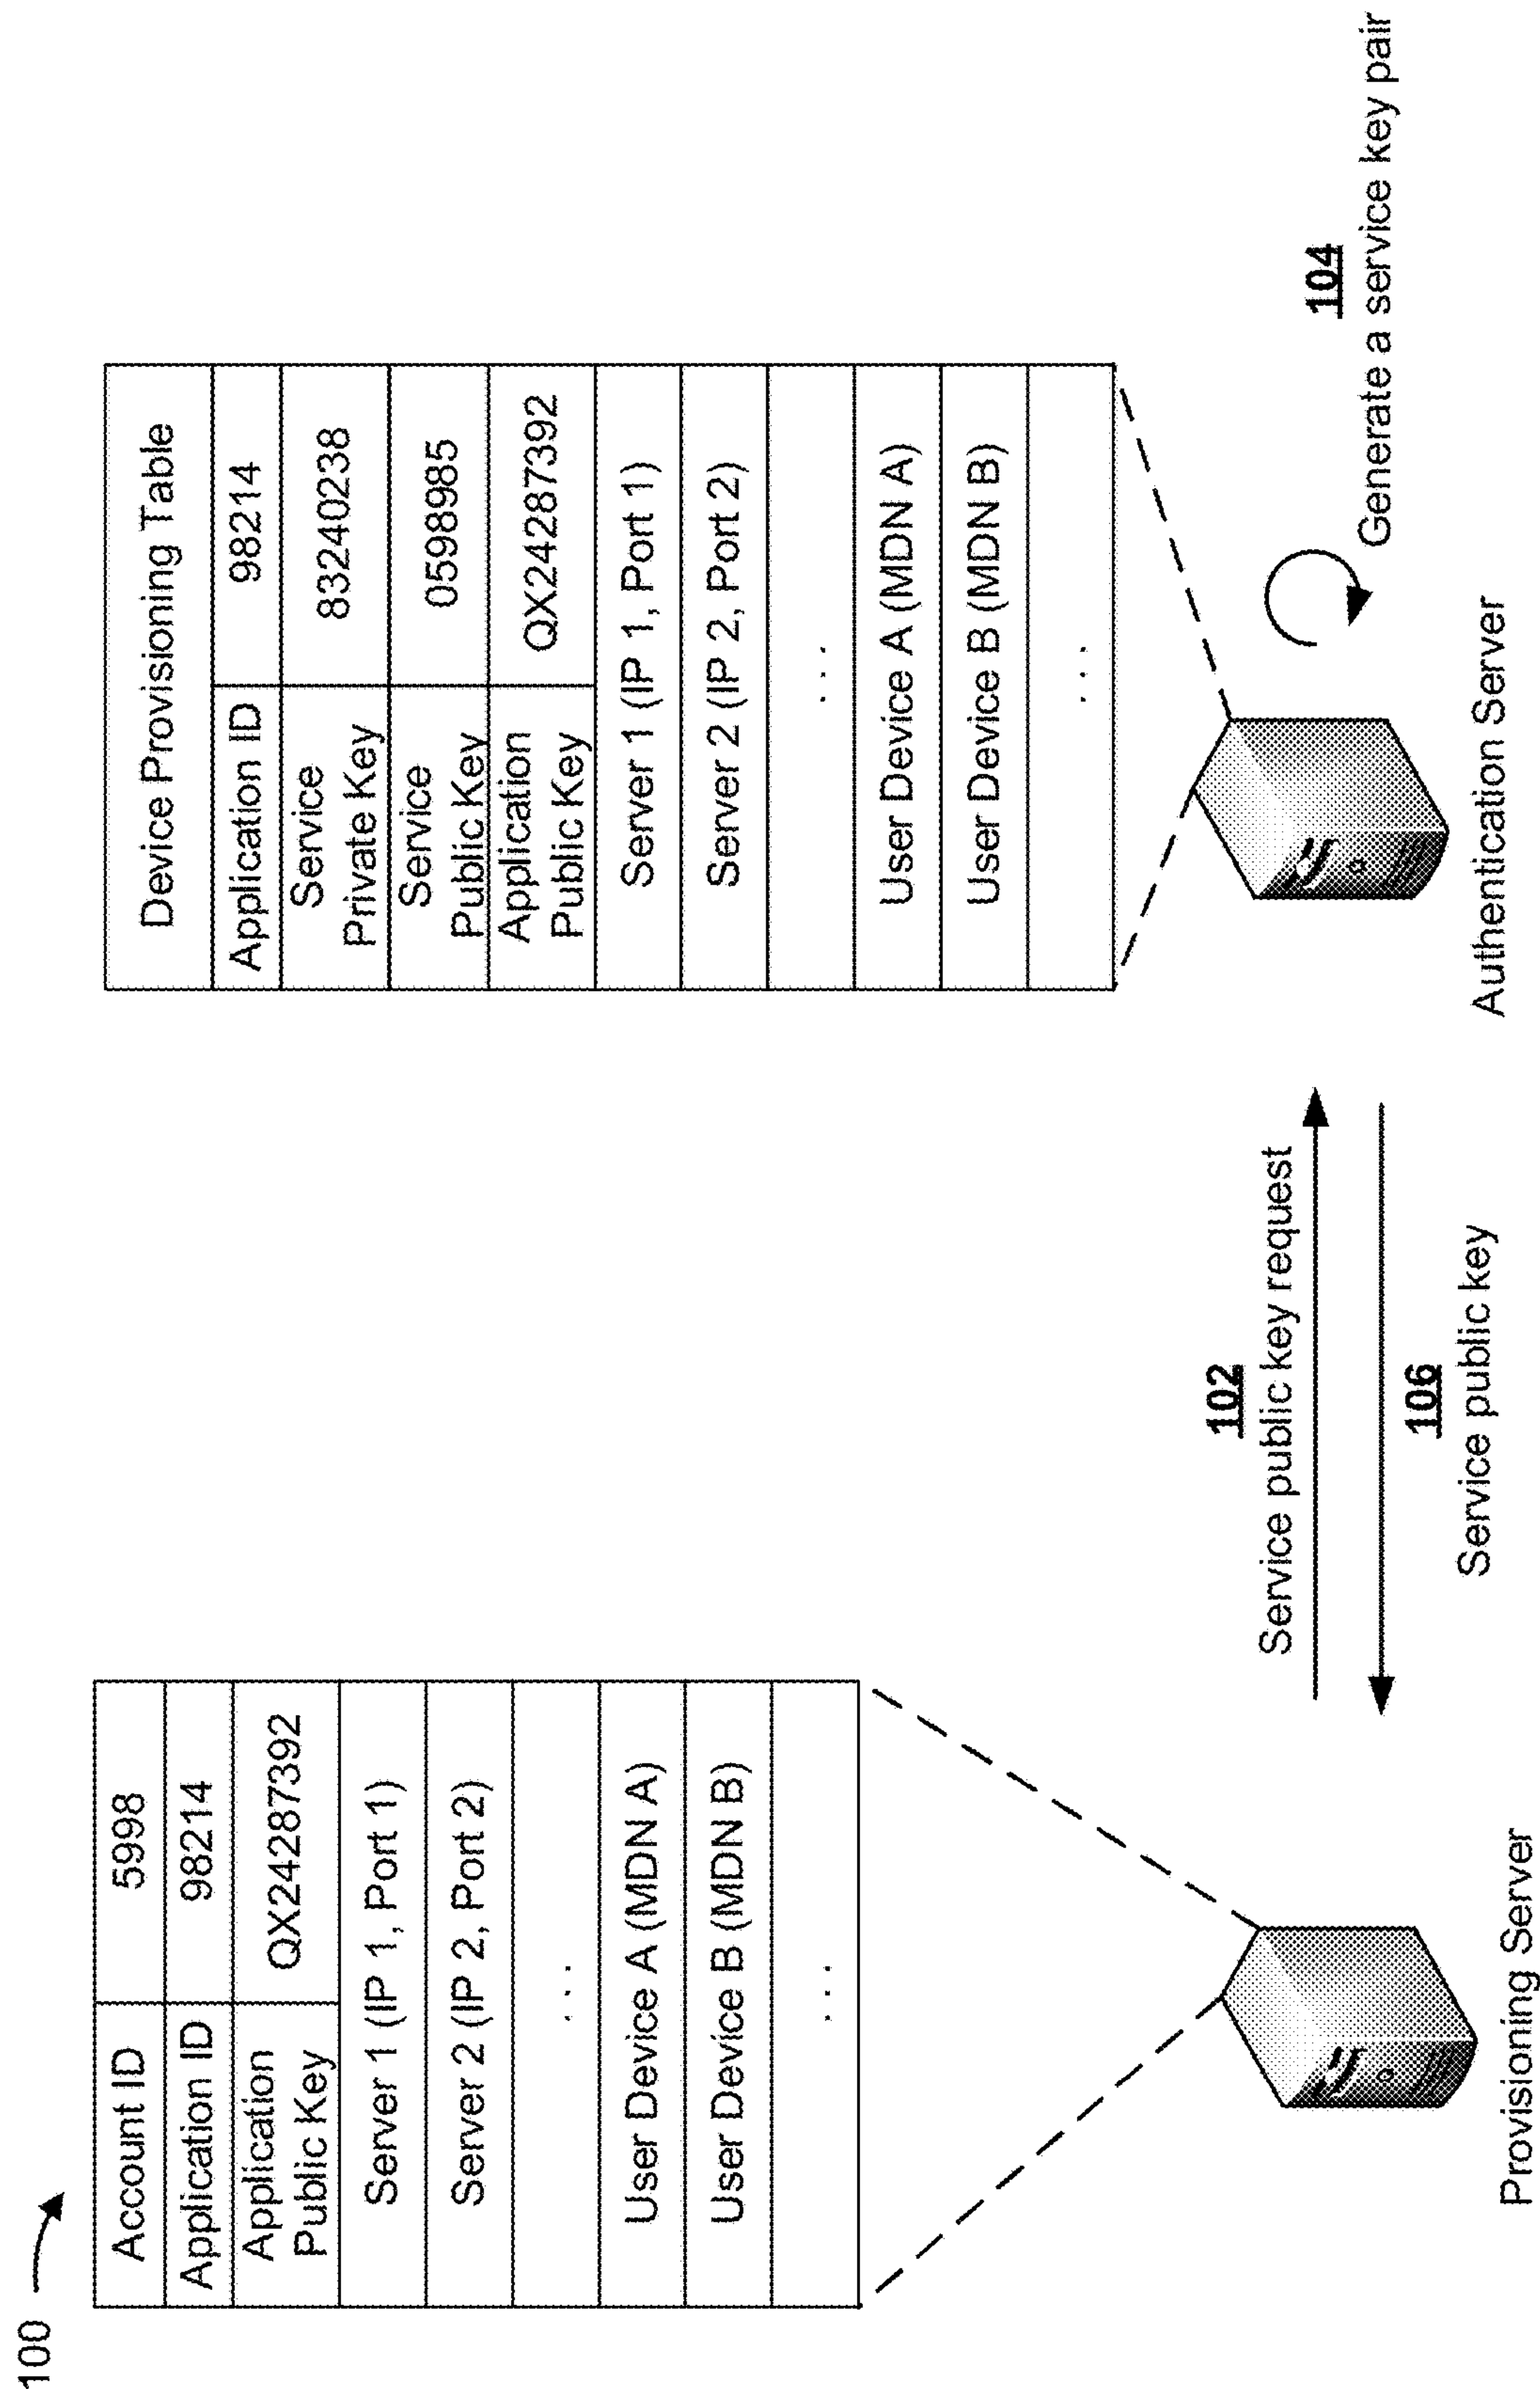 100
Account ID
5998
Application ID
98214
Application
Public Key
QX24287392
Server 1 (IP 1, Port 1)
Server 2 (IP 2, Port 2)
...
User Device A (MDN A)
User Device B (MDN B)
...
Provisioning Server
102
Service public key request
106
Service public key
Device Provisioning Table
Application ID
98214
Service
Private Key
83240238
Service
Public Key
0598985
Application
Public Key
QX24287392
Server 1 (IP 1, Port 1)
Server 2 (IP 2, Port 2)
...
User Device A (MDN A)
User Device B (MDN B)
...
Authentication Server
104
Generate a service key pair